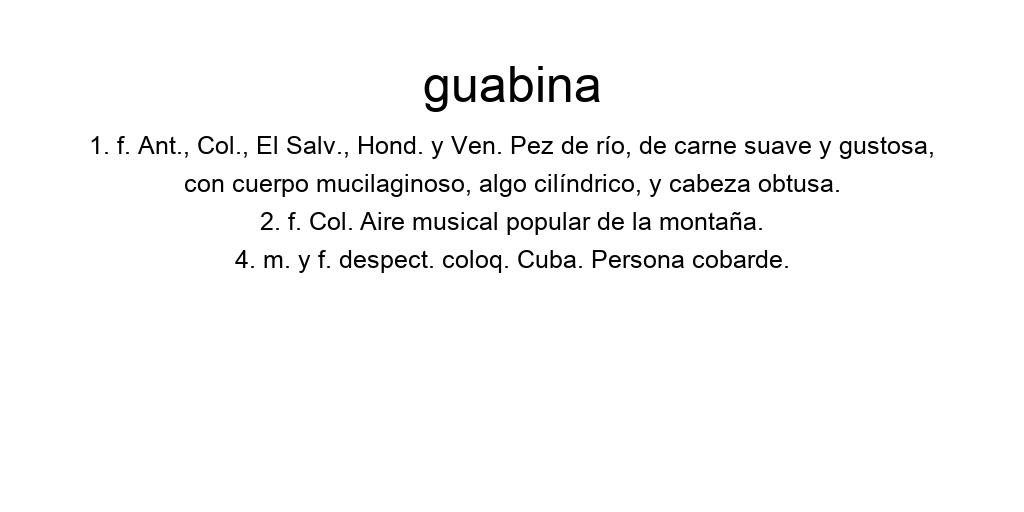 guabina
1. f. Ant., Col., El Salv., Hond. y Ven. Pez de río, de carne suave y gustosa,
con cuerpo mucilaginoso, algo cilíndrico, y cabeza obtusa.
2. f. Col. Aire musical popular de la montaña.
4. m. y f. despect. coloq. Cuba. Persona cobarde.